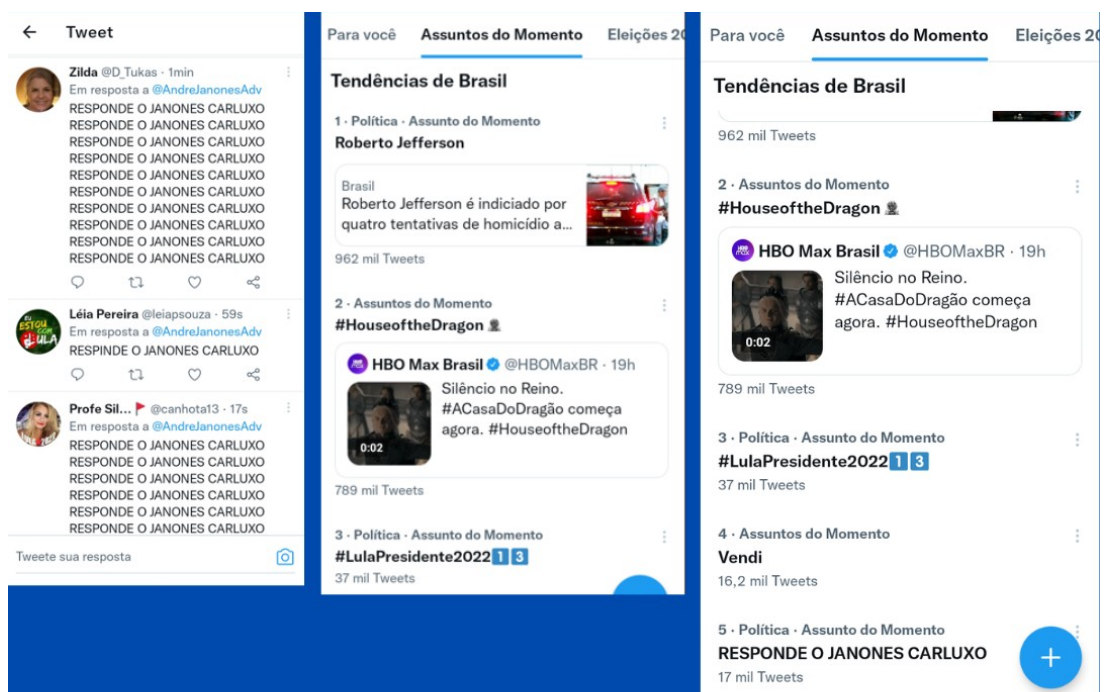 ← Tweet
Zilda @D_Tukas · 1min
Em resposta a @AndreJanonesAdv
RESPONDE O JANONES CARLUXO
RESPONDE O JANONES CARLUXO
RESPONDE O JANONES CARLUXO
RESPONDE O JANONES CARLUXO
RESPONDE O JANONES CARLUXO
RESPONDE O JANONES CARLUXO
RESPONDE O JANONES CARLUXO
RESPONDE O JANONES CARLUXO
RESPONDE O JANONES CARLUXO
RESPONDE O JANONES CARLUXO
EU
ESTOU
COM
LULA
Léia Pereira @leiapsouza · 59s
Em resposta a @AndreJanonesAdv
RESPINDE O JANONES CARLUXO
Profe Sil... 🚩 @canhota13 · 17s
Em resposta a @AndreJanonesAdv
RESPONDE O JANONES CARLUXO
RESPONDE O JANONES CARLUXO
RESPONDE O JANONES CARLUXO
RESPONDE O JANONES CARLUXO
RESPONDE O JANONES CARLUXO
RESPONDE O JANONES CARLUXO
Tweete sua resposta
Para você Assuntos do Momento Eleições 20
Tendências de Brasil
1 · Política · Assunto do Momento
Roberto Jefferson
Brasil
Roberto Jefferson é indiciado por
quatro tentativas de homicídio a...
962 mil Tweets
2 · Assuntos do Momento
#HouseoftheDragon
HBO Max Brasil @HBOMaxBR · 19h
Silêncio no Reino.
#ACasaDoDragão começa
agora. #HouseoftheDragon
0:02
789 mil Tweets
3 · Política · Assunto do Momento
#LulaPresidente2022 1 3
37 mil Tweets
Para você Assuntos do Momento Eleições 20
Tendências de Brasil
962 mil Tweets
2 · Assuntos do Momento
#HouseoftheDragon
HBO Max Brasil @HBOMaxBR · 19h
Silêncio no Reino.
#ACasaDoDragão começa
agora. #HouseoftheDragon
0:02
789 mil Tweets
3 · Política · Assunto do Momento
#LulaPresidente2022 1 3
37 mil Tweets
4 · Assuntos do Momento
Vendi
16,2 mil Tweets
5 · Política · Assunto do Momento
RESPONDE O JANONES CARLUXO
17 mil Tweets